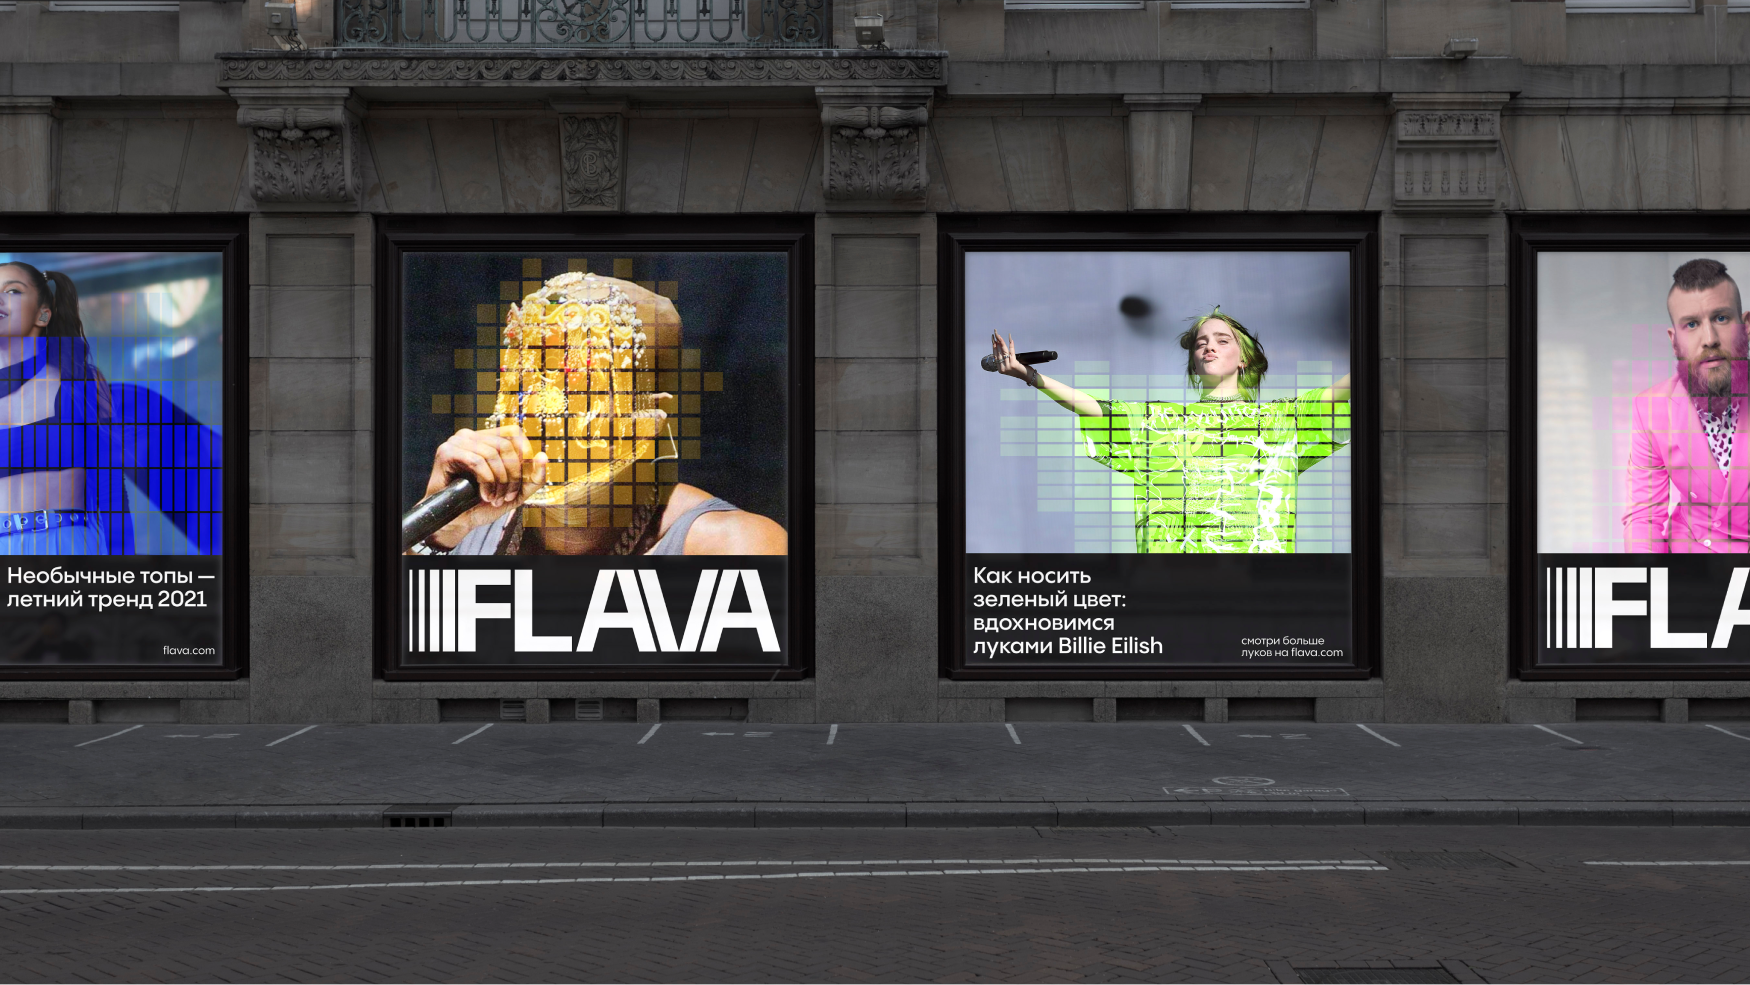 Необычные топы —
летний тренд 2021
flava.com
FLAVA
Как носить
зеленый цвет:
вдохновимся
луками Billie Eilish
смотри больше
луков на flava.com
FLA